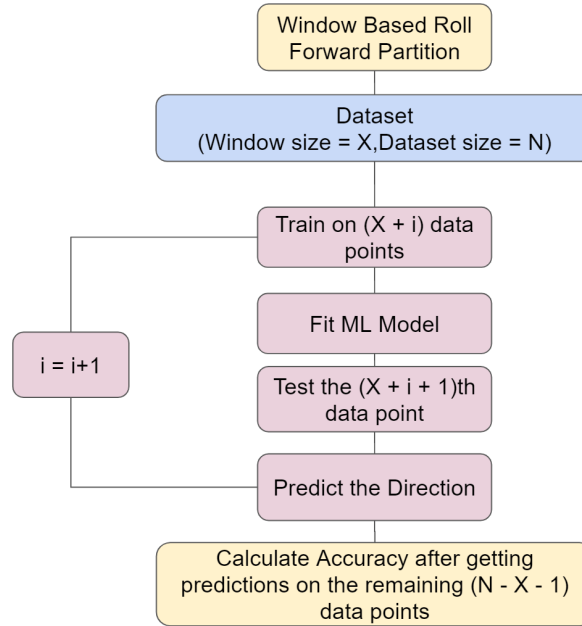 Window Based Roll
Forward Partition
Dataset
(Window size = X,Dataset size = N)
Train on (X + i) data
points
Fit ML Model
i = i+1
Test the (X + i + 1)th
data point
Predict the Direction
Calculate Accuracy after getting
predictions on the remaining (N - X - 1)
data points